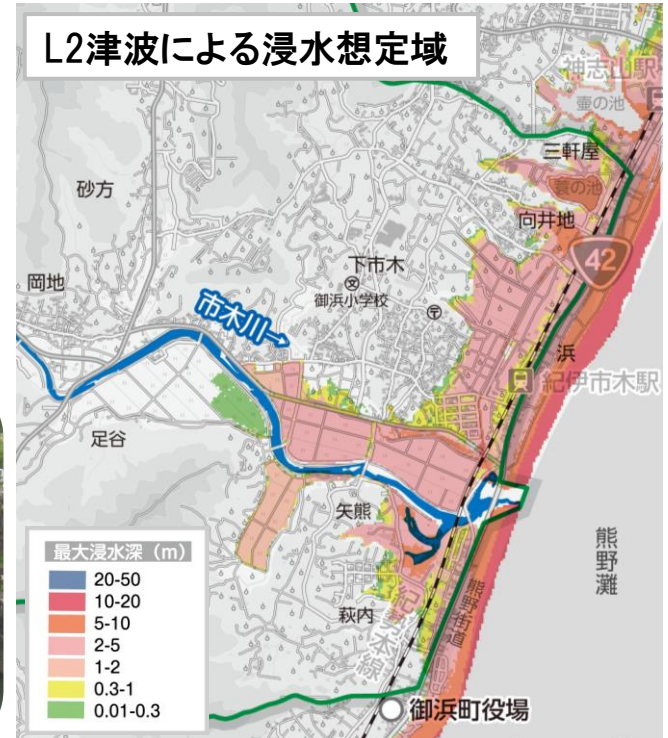 L2津波による浸水想定域
神志山駅
壷の池
三軒屋
蓑の池
砂方
向井地
42
下市木
岡地
御浜小学校
市木川→
浜
紀伊市木駅
足谷
矢熊
熊野灘
最大浸水深（m）
20-50
10-20
5-10
2-5
1-2
0.3-1
0.01-0.3
萩内
熊野街道
紀
本線
御浜町役場